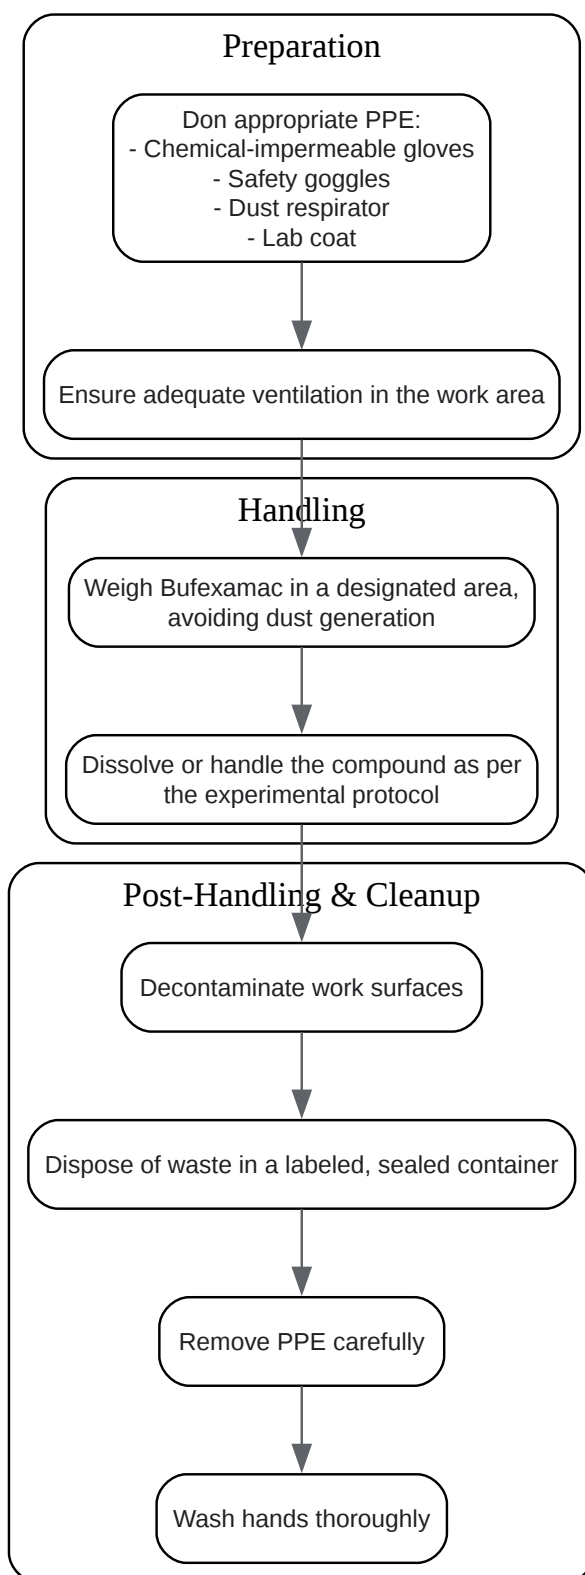 Preparation
Don appropriate PPE:
- Chemical-impermeable gloves
- Safety goggles
- Dust respirator
- Lab coat
Ensure adequate ventilation in the work area
Handling
Weigh Bufexamac in a designated area,
avoiding dust generation
Dissolve or handle the compound as per
the experimental protocol
Post-Handling & Cleanup
Decontaminate work surfaces
Dispose of waste in a labeled, sealed container
Remove PPE carefully
Wash hands thoroughly